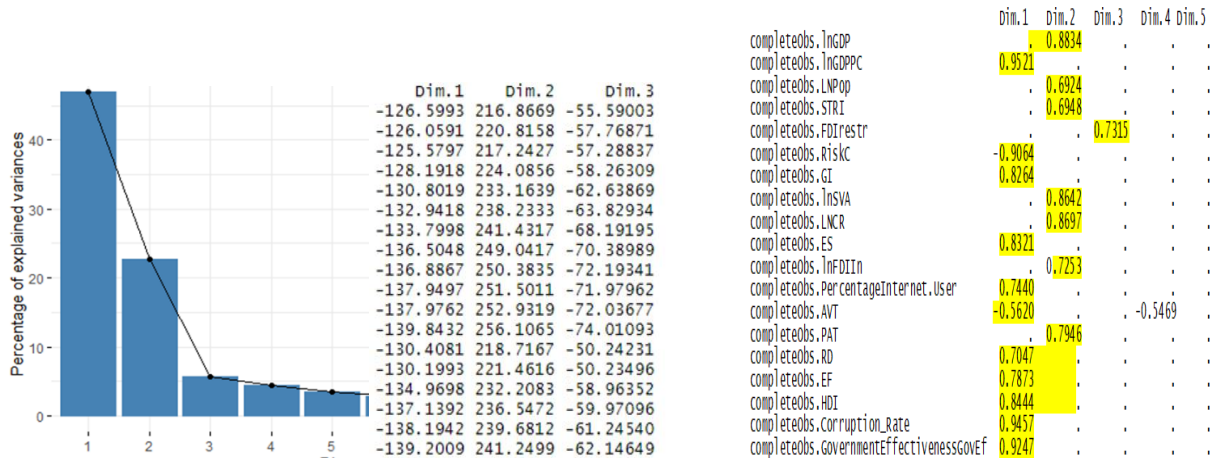 Percentage of explained variances
40
30
20
10
0
1 2 3 4 5
Dim.1 Dim.2 Dim.3
-126.5993 216.8669 -55.59003
-126.0591 220.8158 -57.76871
-125.5797 217.2427 -57.28837
-128.1918 224.0856 -58.26309
-130.8019 233.1639 -62.63869
-132.9418 238.2333 -63.82934
-133.7998 241.4317 -68.19195
-136.5048 249.0417 -70.38989
-136.8867 250.3835 -72.19341
-137.9497 251.5011 -71.97962
-137.9762 252.9319 -72.03677
-139.8432 256.1065 -74.01093
-130.4081 218.7167 -50.24231
-130.1993 221.4616 -50.23496
-134.9698 232.2083 -58.96352
-137.1392 236.5472 -59.97096
-138.1942 239.6812 -61.24540
-139.2009 241.2499 -62.14649
Dim.1 Dim.2 Dim.3 Dim.4 Dim.5
completeObs.lnGDP . 0.8834 . . .
completeObs.lnGDPPC 0.9521 . . . .
completeObs.LNPop . 0.6924 . . .
completeObs.STRI . 0.6948 . . .
completeObs.FDIrestr . . 0.7315 . .
completeObs.RiskC -0.9064 . . . .
completeObs.GI 0.8264 . . . .
completeObs.lnSVA . 0.8642 . . .
completeObs.LNCR . 0.8697 . . .
completeObs.ES 0.8321 . . . .
completeObs.lnFDIIn . 0.7253 . . .
completeObs.PercentageInternet.User 0.7440 . . . .
completeObs.AVT -0.5620 . . -0.5469 .
completeObs.PAT . 0.7946 . . .
completeObs.RD 0.7047 . . . .
completeObs.EF 0.7873 . . . .
completeObs.HDI 0.8444 . . . .
completeObs.Corruption_Rate 0.9457 . . . .
completeObs.GovernmentEffectivenessGovEf 0.9247 . . . .